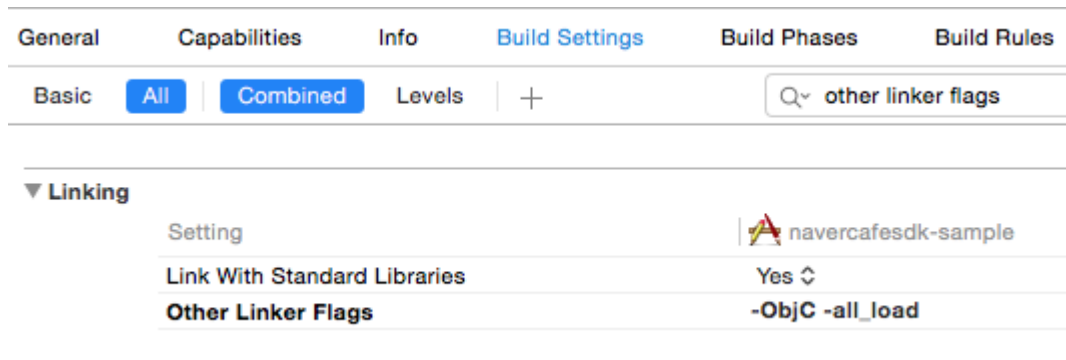 General Capabilities Info Build Settings Build Phases Build Rules
Basic All Combined Levels + other linker flags
Linking
Setting navercafesdk-sample
Link With Standard Libraries Yes
Other Linker Flags -ObjC -all_load